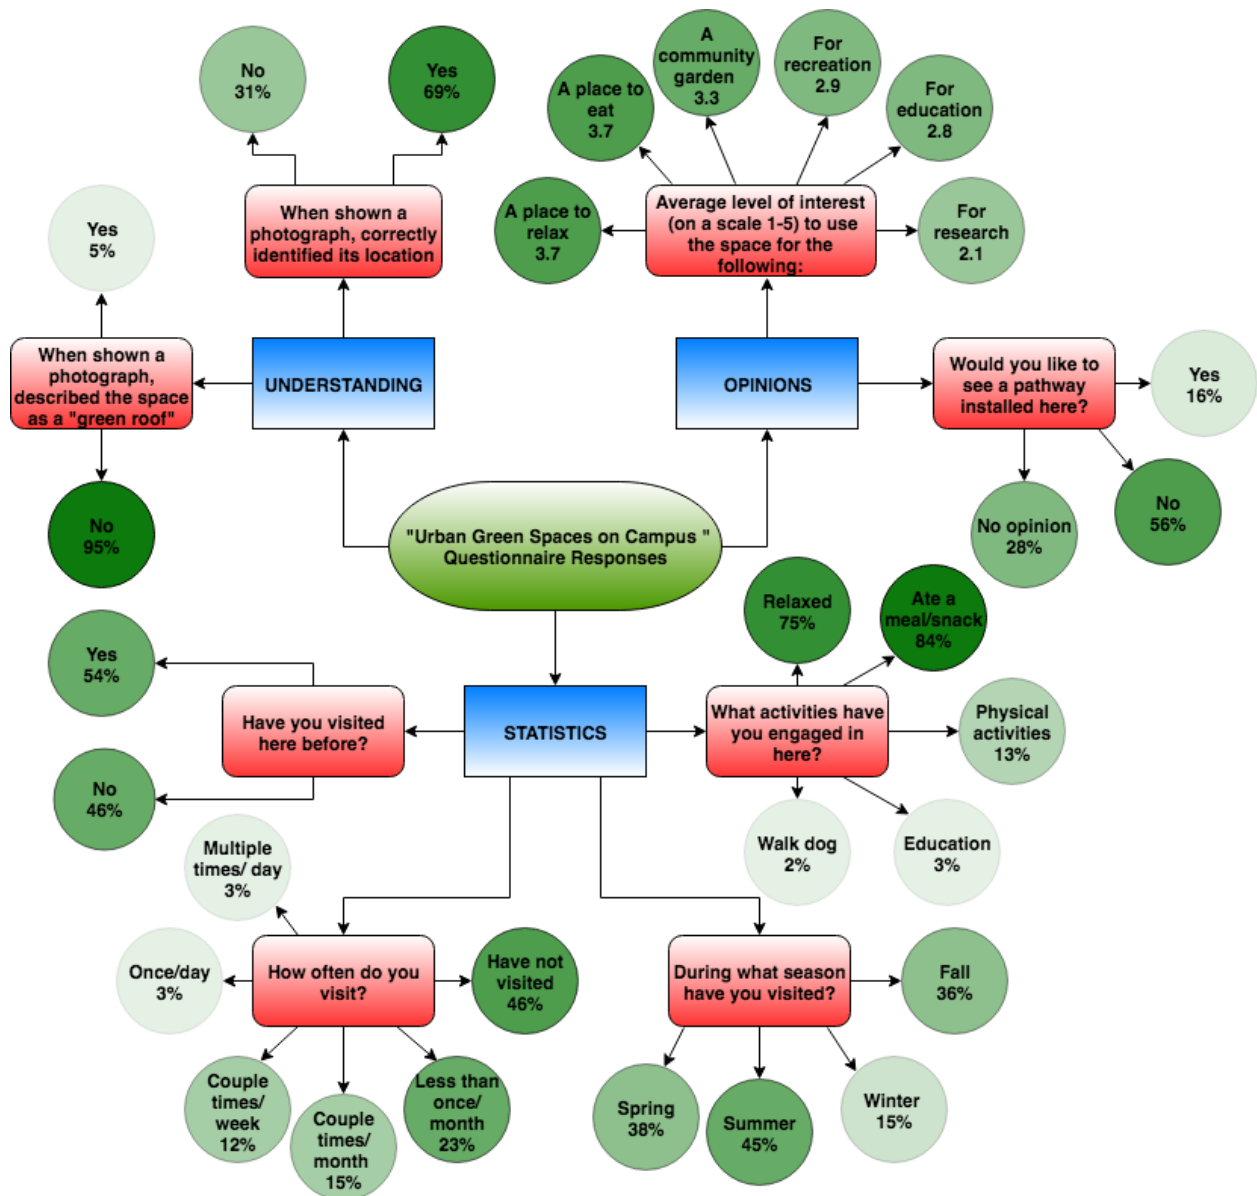 No
31%
Yes
69%
When shown a
photograph, correctly
identified its location
Yes
5%
When shown a
photograph,
described the space
as a "green roof"
No
95%
UNDERSTANDING
A place to
relax
3.7
A place to
eat
3.7
A
community
garden
3.3
For
recreation
2.9
For
education
2.8
For
research
2.1
Average level of interest
(on a scale 1-5) to use
the space for the
following:
OPINIONS
Would you like to
see a pathway
installed here?
Yes
16%
No
56%
No opinion
28%
"Urban Green Spaces on Campus "
Questionnaire Responses
STATISTICS
Have you visited
here before?
Yes
54%
No
46%
What activities have
you engaged in
here?
Relaxed
75%
Ate a
meal/snack
84%
Physical
activities
13%
Education
3%
Walk dog
2%
How often do you
visit?
Multiple
times/ day
3%
Once/day
3%
Couple
times/
week
12%
Couple
times/
month
15%
Less than
once/
month
23%
Have not
visited
46%
During what season
have you visited?
Fall
36%
Winter
15%
Summer
45%
Spring
38%